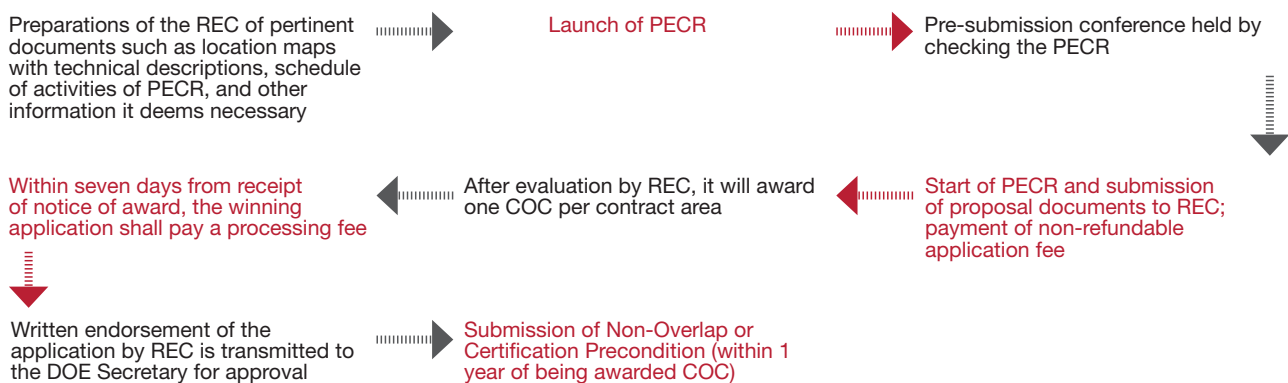 Preparations of the REC of pertinent
documents such as location maps
with technical descriptions, schedule
of activities of PECR, and other
information it deems necessary
Launch of PECR
Pre-submission conference held by
checking the PECR
Start of PECR and submission
of proposal documents to REC;
payment of non-refundable
application fee
After evaluation by REC, it will award
one COC per contract area
Within seven days from receipt
of notice of award, the winning
application shall pay a processing fee
Written endorsement of the
application by REC is transmitted to
the DOE Secretary for approval
Submission of Non-Overlap or
Certification Precondition (within 1
year of being awarded COC)